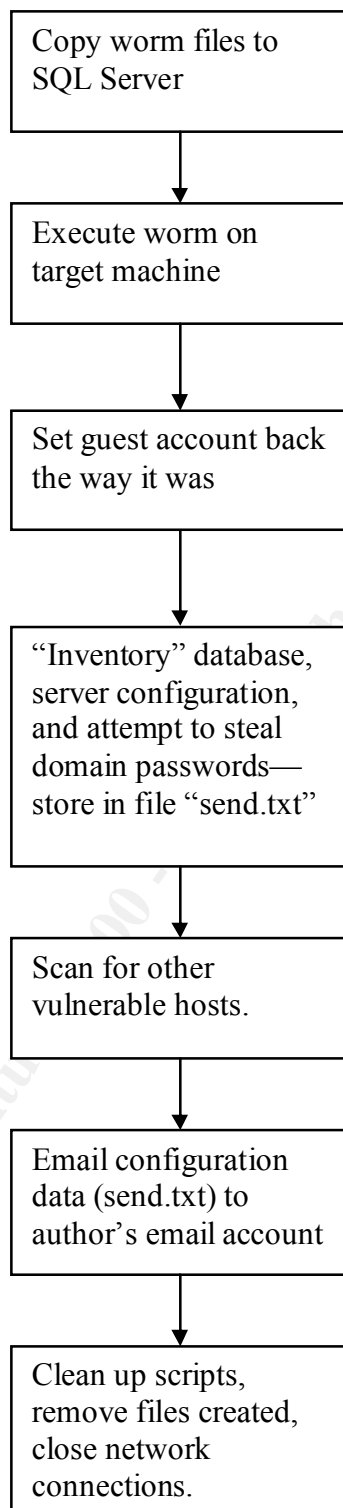 Copy worm files to
SQL Server
Execute worm on
target machine
Set guest account back
the way it was
“Inventory” database,
server configuration,
and attempt to steal
domain passwords—
store in file “send.txt”
Scan for other
vulnerable hosts.
Email configuration
data (send.txt) to
author’s email account
Clean up scripts,
remove files created,
close network
connections.